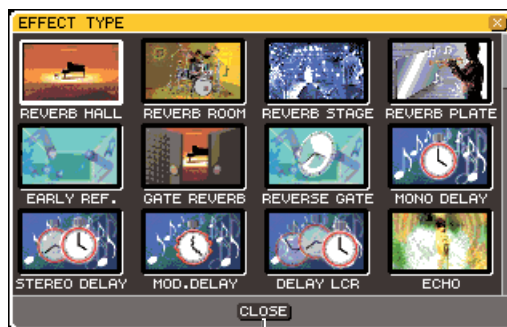 EFFECT TYPE
REVERB HALL REVERB ROOM REVERB STAGE REVERB PLATE
EARLY REF. GATE REVERB REVERSE GATE MONO DELAY
STEREO DELAY MOD.DELAY DELAY LCR ECHO
CLOSE